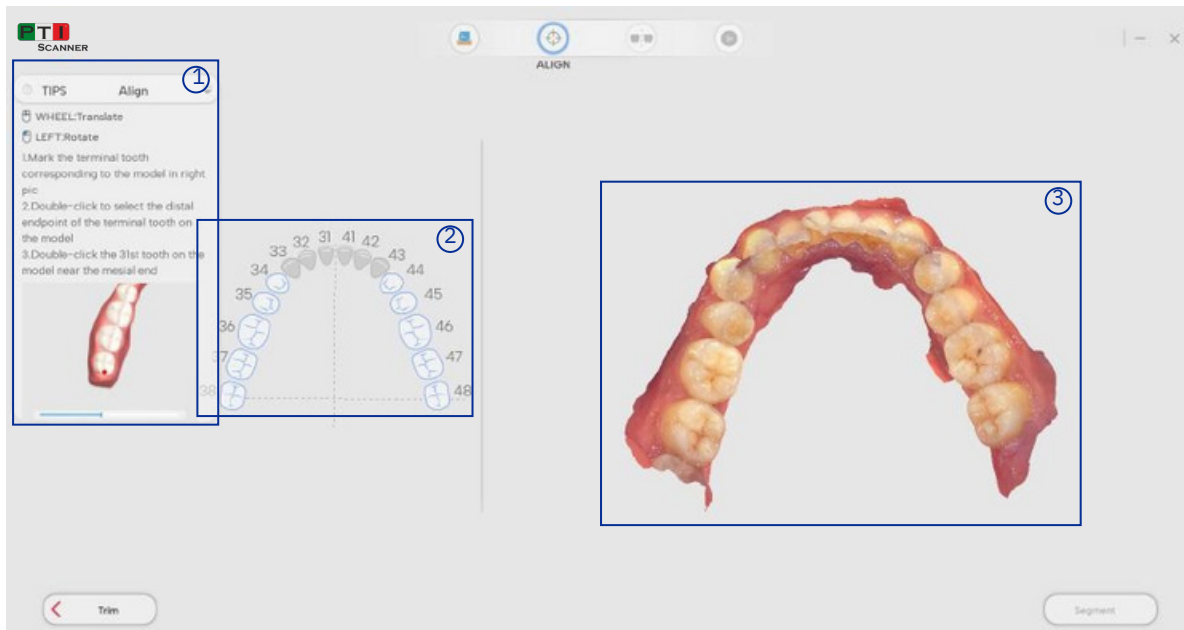 PTI
SCANNER
ALIGN
1
TIPS Align
WHEEL:Translate
LEFT:Rotate
1.Mark the terminal tooth
corresponding to the model in right
pic
2.Double-click to select the distal
endpoint of the terminal tooth on
the model
3.Double-click the 31st tooth on the
model near the mesial end
2
31 41
32 42
33 43
34 44
35 45
36 46
37 47
38 48
3
Trim
Segment